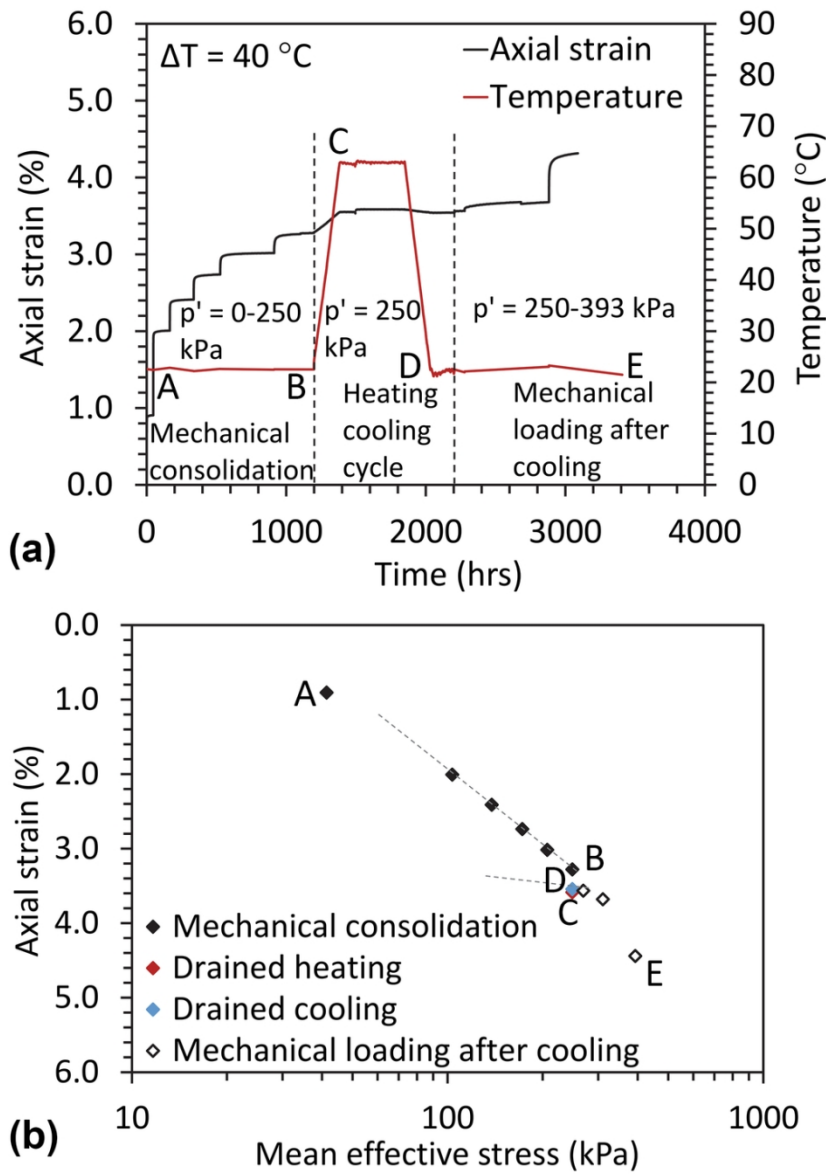 6.0
5.0
4.0
3.0
2.0
1.0
0.0
Axial strain (%)
ΔT = 40 °C
Axial strain
Temperature
C
p' = 0-250
kPa
p' = 250
kPa
p' = 250-393 kPa
A
B
D
E
Mechanical
consolidation
Heating
cooling
cycle
Mechanical
loading after
cooling
90
80
70
60
50
40
30
20
10
0
Temperature (°C)
0 1000 2000 3000 4000
Time (hrs)
(a)
0.0
1.0
2.0
3.0
4.0
5.0
6.0
Axial strain (%)
A
B
D
C
E
Mechanical consolidation
Drained heating
Drained cooling
Mechanical loading after cooling
10 100 1000
Mean effective stress (kPa)
(b)